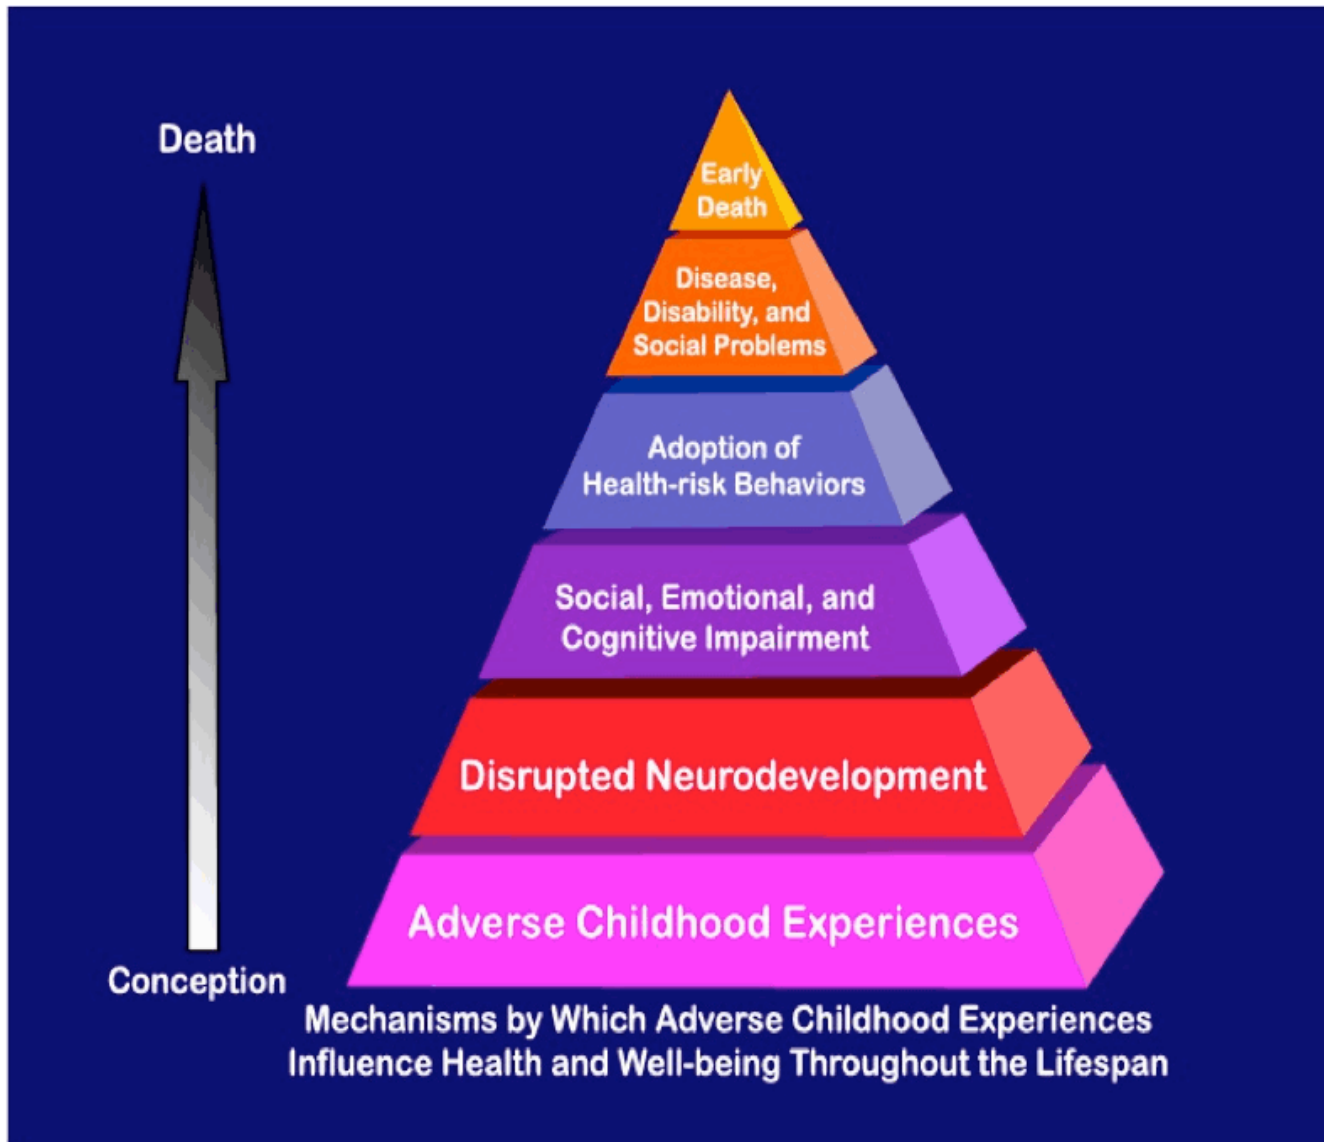 Death
Early
Death
Disease,
Disability, and
Social Problems
Adoption of
Health-risk Behaviors
Social, Emotional, and
Cognitive Impairment
Disrupted Neurodevelopment
Adverse Childhood Experiences
Conception
Mechanisms by Which Adverse Childhood Experiences
Influence Health and Well-being Throughout the Lifespan